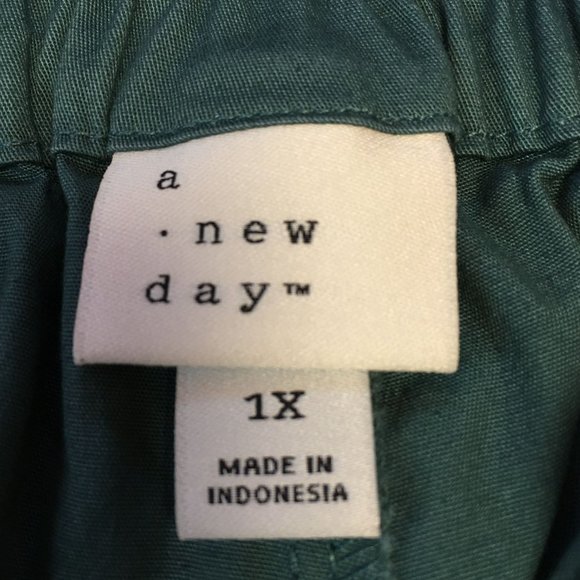 a
· new
day™
1X
MADE IN
INDONESIA